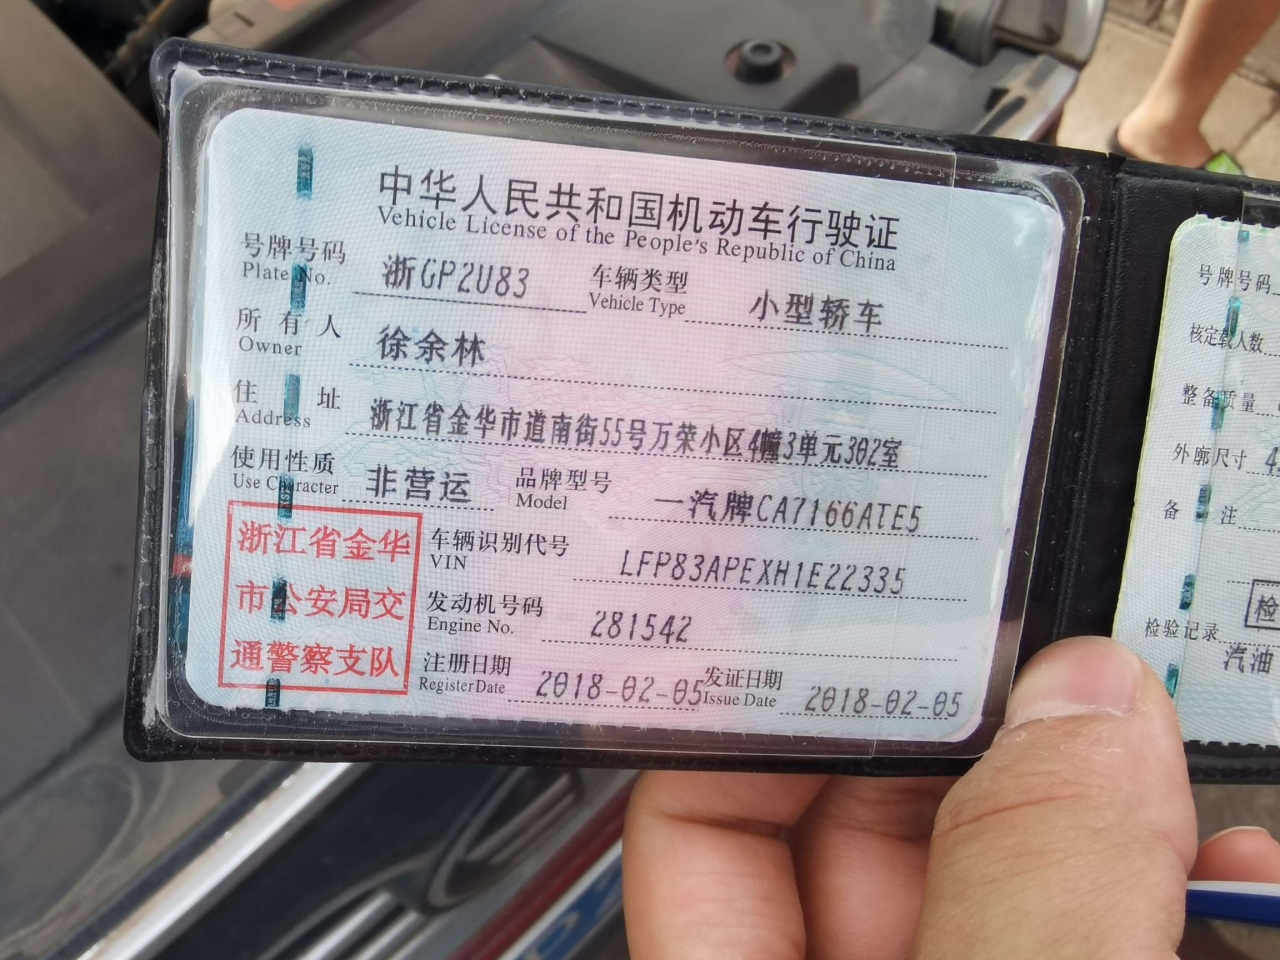 中华人民共和国机动车行驶证
Vehicle License of the People's Republic of China
号牌号码 浙GP2U83 车辆类型 小型轿车
Plate No. Vehicle Type
所有人 徐余林
Owner
住址 浙江省金华市道南街55号万荣小区4幢3单元302室
Address
使用性质 非营运 品牌型号 一汽牌CA7166ATE5
Use Character Model
浙江省金华
市公安局交
通警察支队
车辆识别代号 LFP83APEXH1E22335
VIN
发动机号码 281542
Engine No.
注册日期 2018-02-05 发证日期 2018-02-05
Register Date Issue Date
号牌号码
核定载人数
整备质量
外廓尺寸 4
备注
检
检验记录
汽油